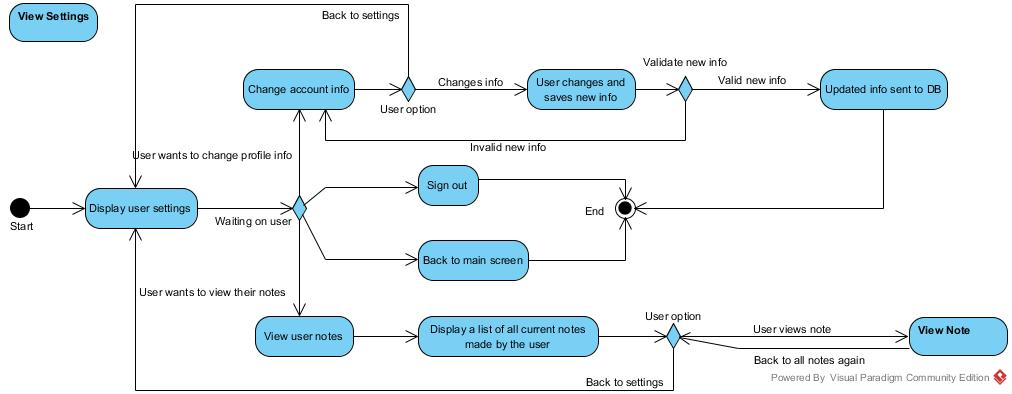 View Settings
Back to settings
Validate new info
Change account info
Changes info
User changes and
saves new info
Valid new info
Updated info sent to DB
User option
Invalid new info
User wants to change profile info
Sign out
Display user settings
End
Waiting on user
Start
Back to main screen
User wants to view their notes
User option
View user notes
Display a list of all current notes
made by the user
User views note
View Note
Back to all notes again
Back to settings
Powered By Visual Paradigm Community Edition